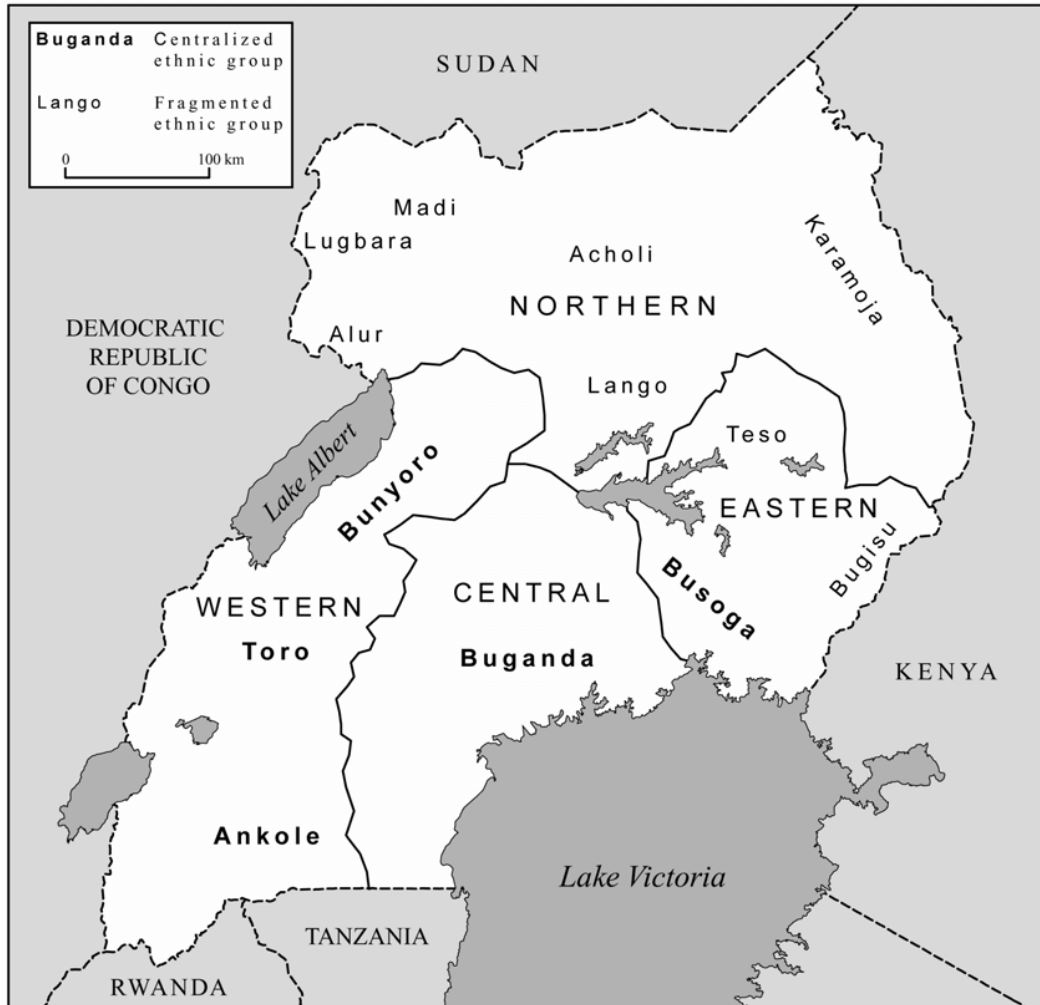 Buganda Centralized
ethnic group
Lango Fragmented
ethnic group
0 100 km
SUDAN
Madi
Lugbara
Acholi
Karamoja
NORTHERN
DEMOCRATIC
REPUBLIC
OF CONGO
Alur
Lango
Lake Albert
Teso
Bunyoro
EASTERN
Bugisu
WESTERN
CENTRAL
Busoga
Toro
Buganda
KENYA
Ankole
Lake Victoria
TANZANIA
RWANDA